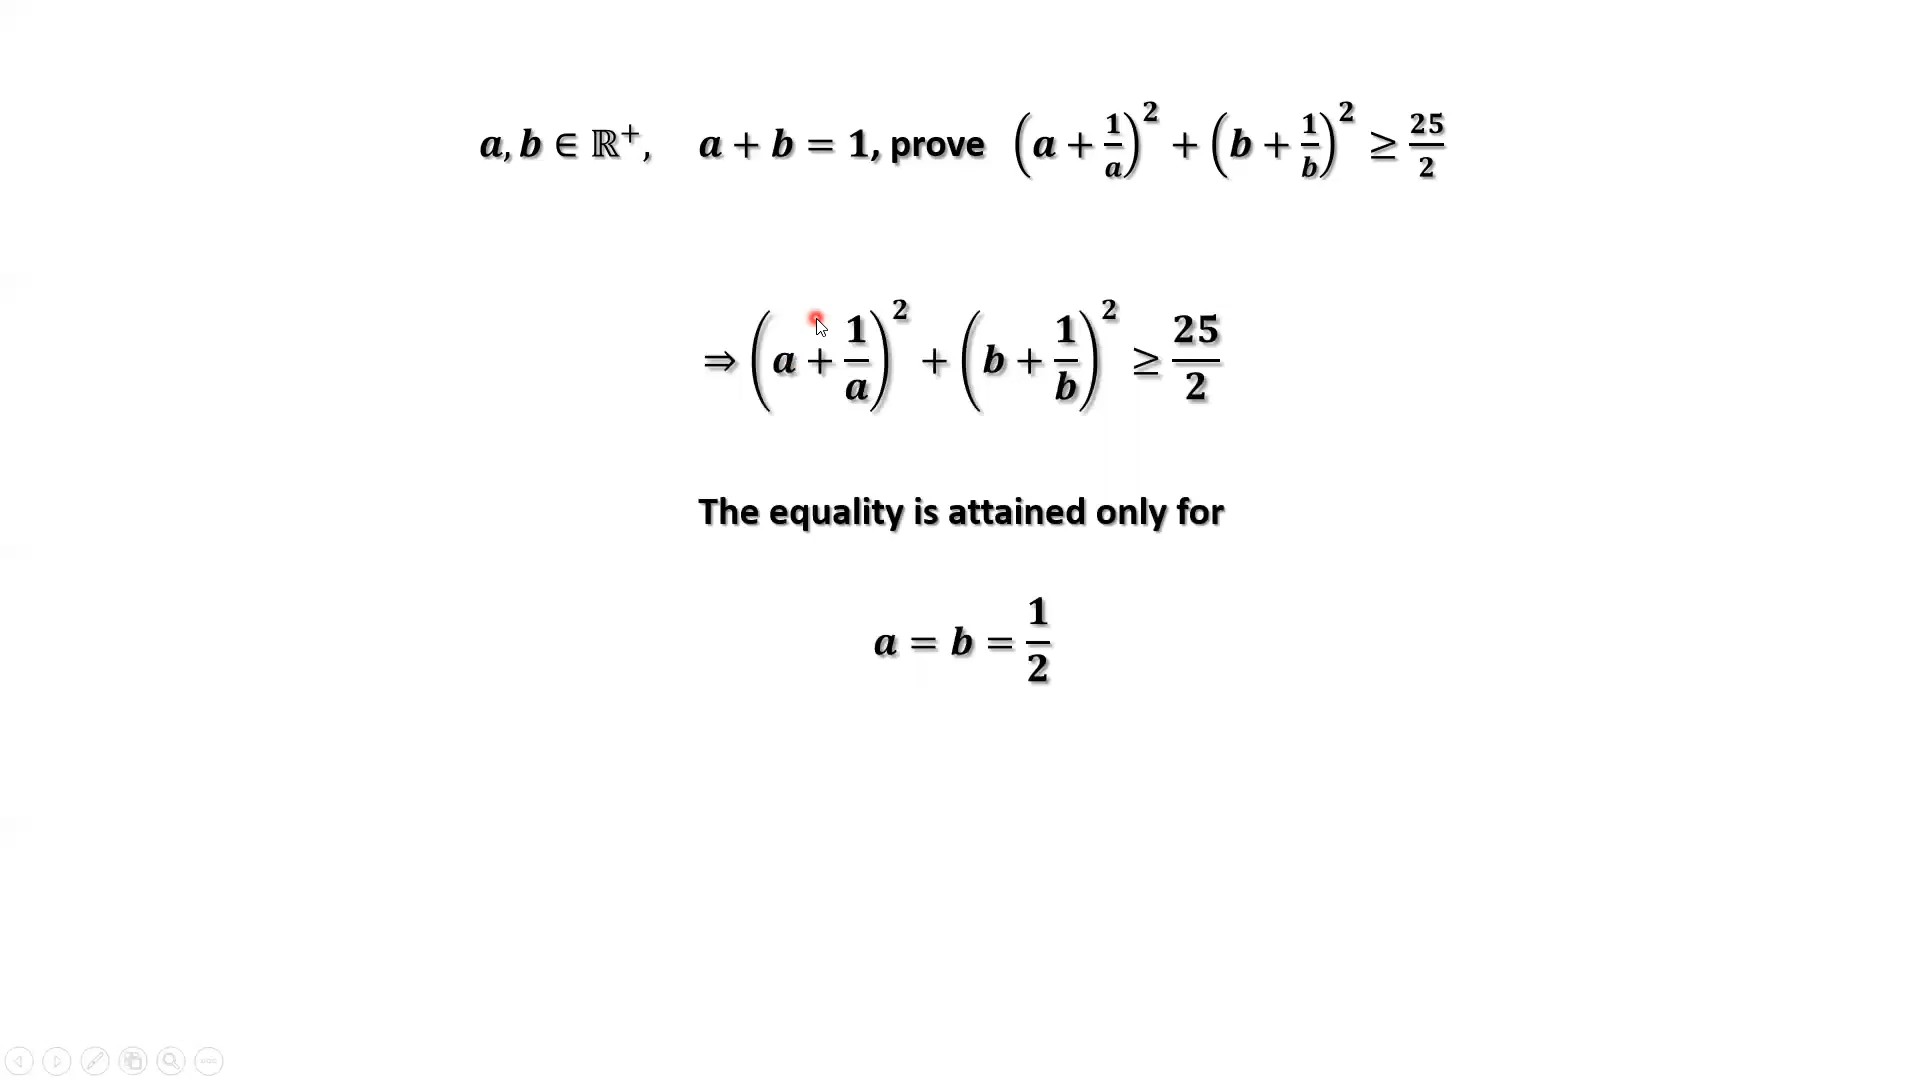 a, b ∈ ℝ⁺, a + b = 1, prove (a + 1/a)² + (b + 1/b)² ≥ 25/2
⇒ (a + 1/a)² + (b + 1/b)² ≥ 25/2
The equality is attained only for
a = b = 1/2